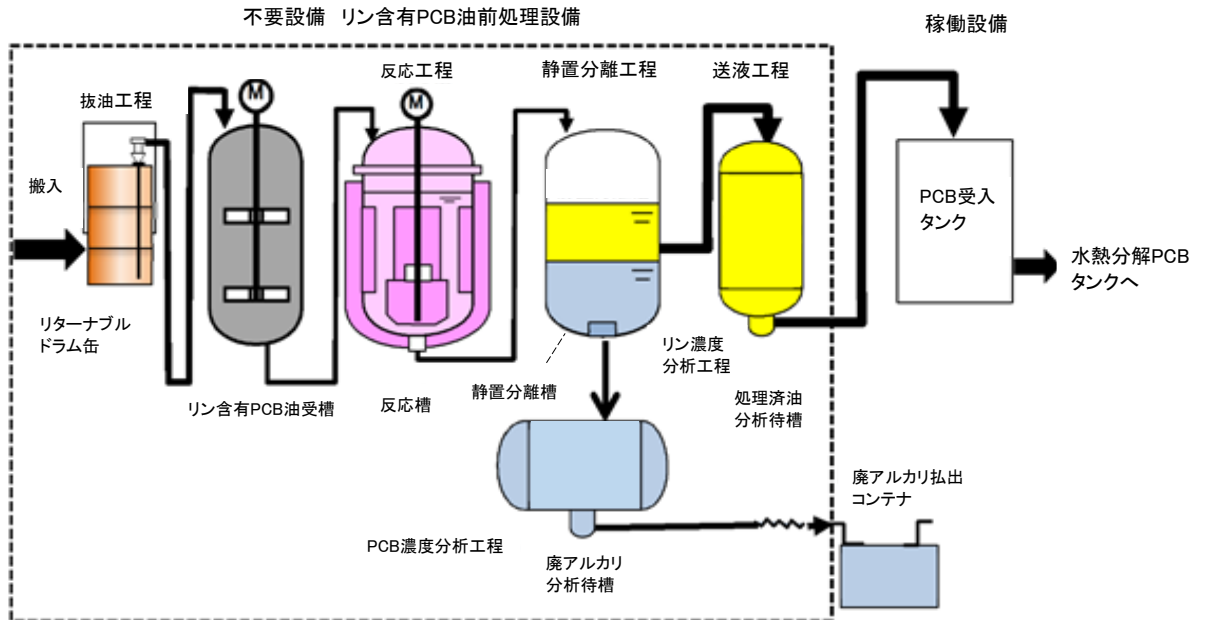 不要設備 リン含有PCB油前処理設備
稼働設備
反応工程
静置分離工程
送液工程
抜油工程
M
M
搬入
PCB受入
タンク
水熱分解PCB
タンクへ
リターナブル
ドラム缶
リン含有PCB油受槽
反応槽
静置分離槽
リン濃度
分析工程
処理済油
分析待槽
廃アルカリ払出
コンテナ
PCB濃度分析工程
廃アルカリ
分析待槽